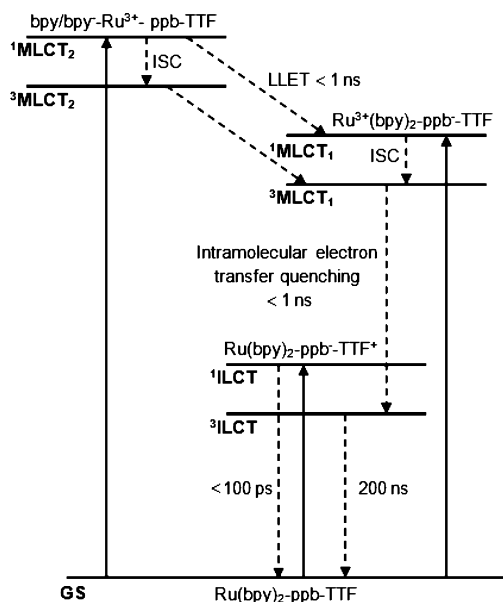 bpy/bpy⁻-Ru³⁺- ppb-TTF
¹MLCT₂
ISC
³MLCT₂
LLET < 1 ns
Ru³⁺(bpy)₂-ppb⁻-TTF
¹MLCT₁
ISC
³MLCT₁
Intramolecular electron
transfer quenching
< 1 ns
Ru(bpy)₂-ppb⁻-TTF⁺
¹ILCT
³ILCT
<100 ps
200 ns
GS
Ru(bpy)₂-ppb-TTF